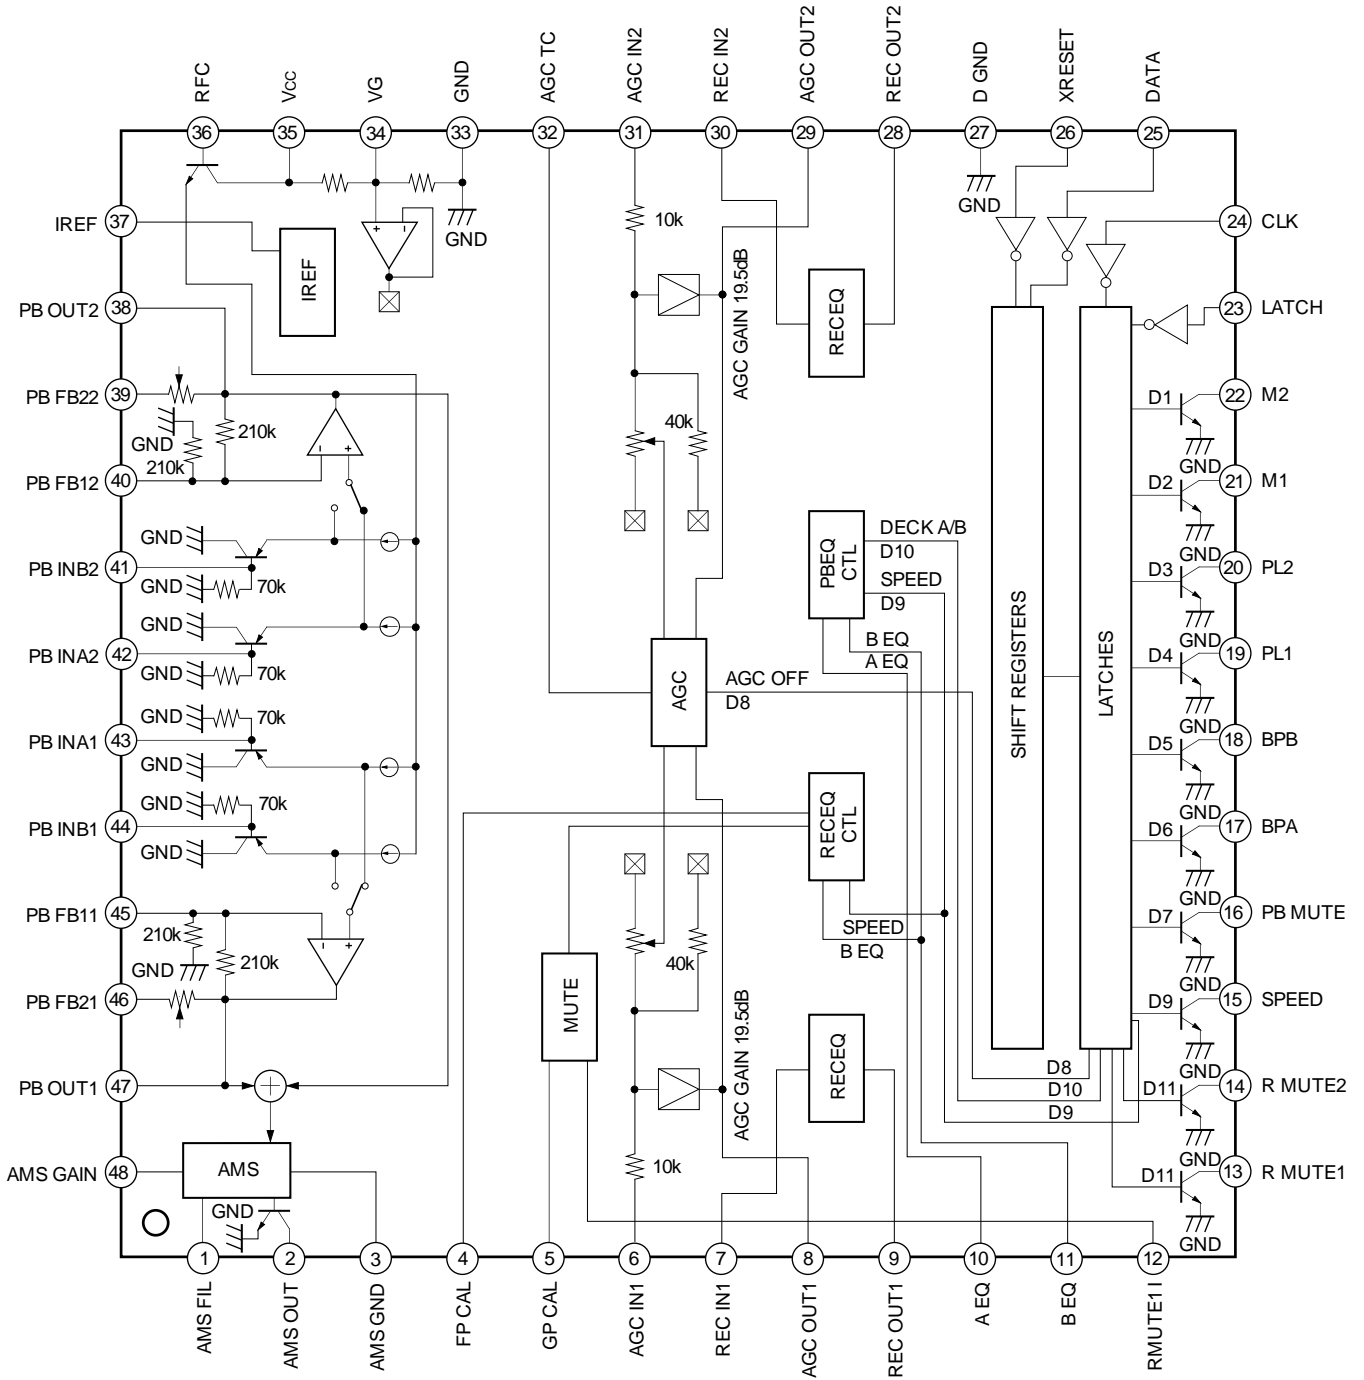 RFC
Vcc
VG
GND
AGC TC
AGC IN2
REC IN2
AGC OUT2
REC OUT2
D GND
XRESET
DATA
36
35
34
33
32
31
30
29
28
27
26
25
IREF
37
IREF
GND
10k
AGC GAIN 19.5dB
RECEQ
GND
24
CLK
PB OUT2
38
23
LATCH
PB FB22
39
GND
210k
210k
40k
D1
22
M2
GND
PB FB12
40
D2
21
M1
GND
GND
PB INB2
41
GND
70k
PBEQ
CTL
DECK A/B
D10
SPEED
D9
B EQ
A EQ
D3
20
PL2
GND
GND
PB INA2
42
GND
70k
AGC
AGC OFF
D8
SHIFT REGISTERS
LATCHES
D4
19
PL1
GND
GND
70k
PB INA1
43
GND
D5
18
BPB
GND
GND
70k
PB INB1
44
GND
RECEQ
CTL
D6
17
BPA
GND
PB FB11
45
210k
GND
210k
40k
SPEED
B EQ
D7
16
PB MUTE
GND
PB FB21
46
MUTE
AGC GAIN 19.5dB
RECEQ
D9
15
SPEED
GND
PB OUT1
47
D8
D10
D9
D11
14
R MUTE2
GND
AMS GAIN
48
AMS
GND
10k
D11
13
R MUTE1
GND
1
2
3
4
5
6
7
8
9
10
11
12
AMS FIL
AMS OUT
AMS GND
FP CAL
GP CAL
AGC IN1
REC IN1
AGC OUT1
REC OUT1
A EQ
B EQ
RMUTE1 I